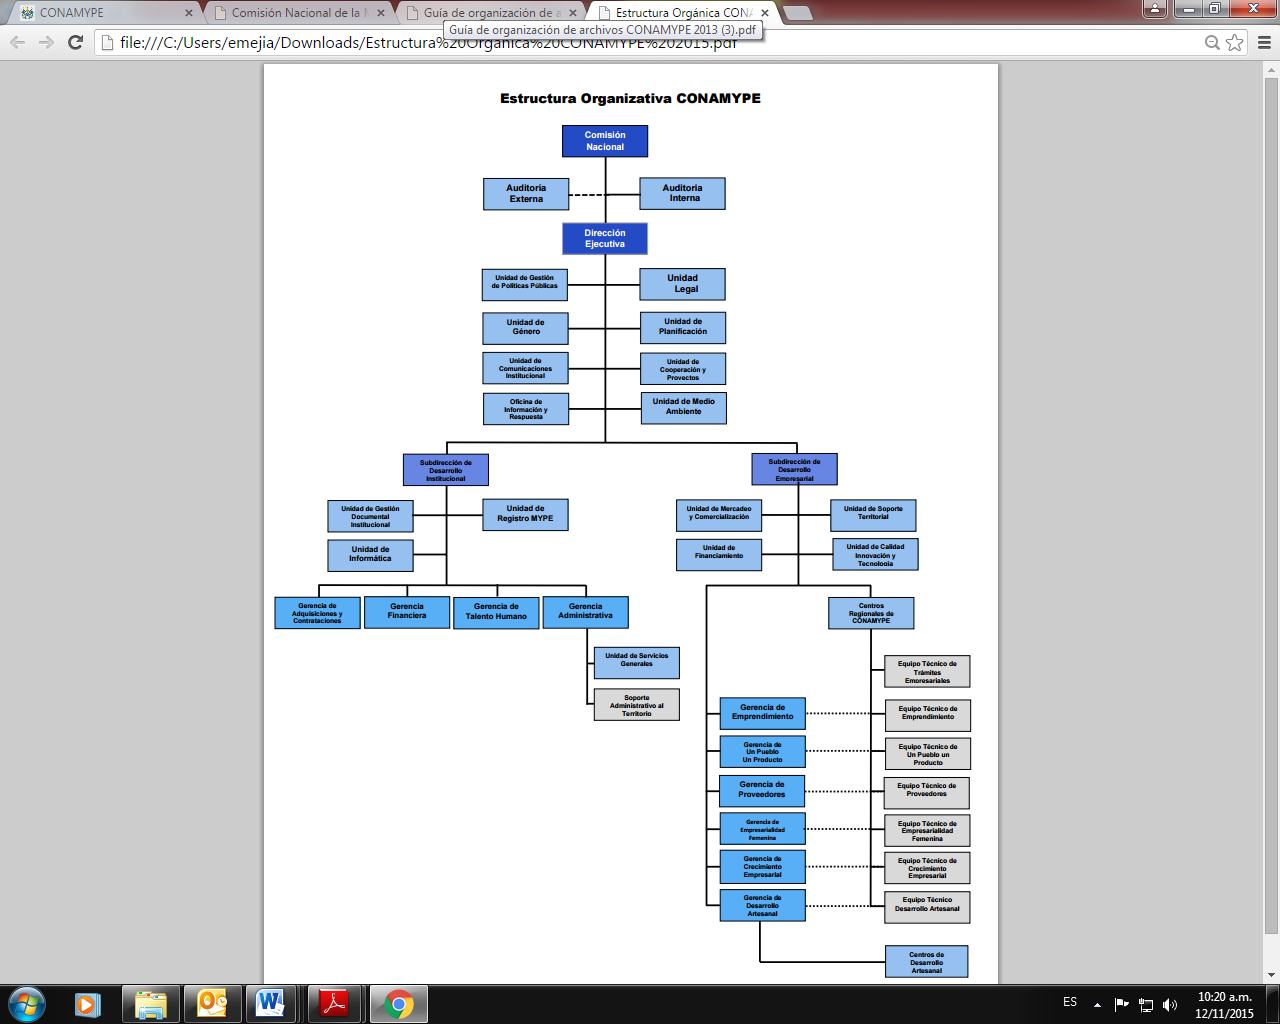 CONAMYPE
Comisión Nacional de la M
Guía de organización de a
Estructura Orgánica CONA
Guía de organización de archivos CONAMYPE 2013 (3).pdf
file:///C:/Users/emejia/Downloads/Estructura%20Organica%20CONAMYPE%202015.pdf
Estructura Organizativa CONAMYPE
Comisión
Nacional
Auditoria
Externa
Auditoria
Interna
Dirección
Ejecutiva
Unidad de Gestión
de Políticas Públicas
Unidad
Legal
Unidad de
Género
Unidad de
Planificación
Unidad de
Comunicaciones
Institucional
Unidad de
Cooperación y
Proyectos
Oficina de
Información y
Respuesta
Unidad de Medio
Ambiente
Subdirección de
Desarrollo
Institucional
Subdirección de
Desarrollo
Empresarial
Unidad de Gestión
Documental
Institucional
Unidad de
Registro MYPE
Unidad de Mercadeo
y Comercialización
Unidad de Soporte
Territorial
Unidad de
Informática
Unidad de
Financiamiento
Unidad de Calidad
Innovación y
Tecnología
Gerencia de
Adquisiciones y
Contrataciones
Gerencia
Financiera
Gerencia de
Talento Humano
Gerencia
Administrativa
Centros
Regionales de
CONAMYPE
Unidad de Servicios
Generales
Soporte
Administrativo al
Territorio
Equipo Técnico de
Trámites
Empresariales
Gerencia de
Emprendimiento
Equipo Técnico de
Emprendimiento
Gerencia de
Un Pueblo
Un Producto
Equipo Técnico de
Un Pueblo un
Producto
Gerencia de
Proveedores
Equipo Técnico de
Proveedores
Gerencia de
Empresarialidad
Femenina
Equipo Técnico de
Empresarialidad
Femenina
Gerencia de
Crecimiento
Empresarial
Equipo Técnico de
Crecimiento
Empresarial
Gerencia de
Desarrollo
Artesanal
Equipo Técnico
Desarrollo Artesanal
Centros de
Desarrollo
Artesanal
ES
10:20 a.m.
12/11/2015